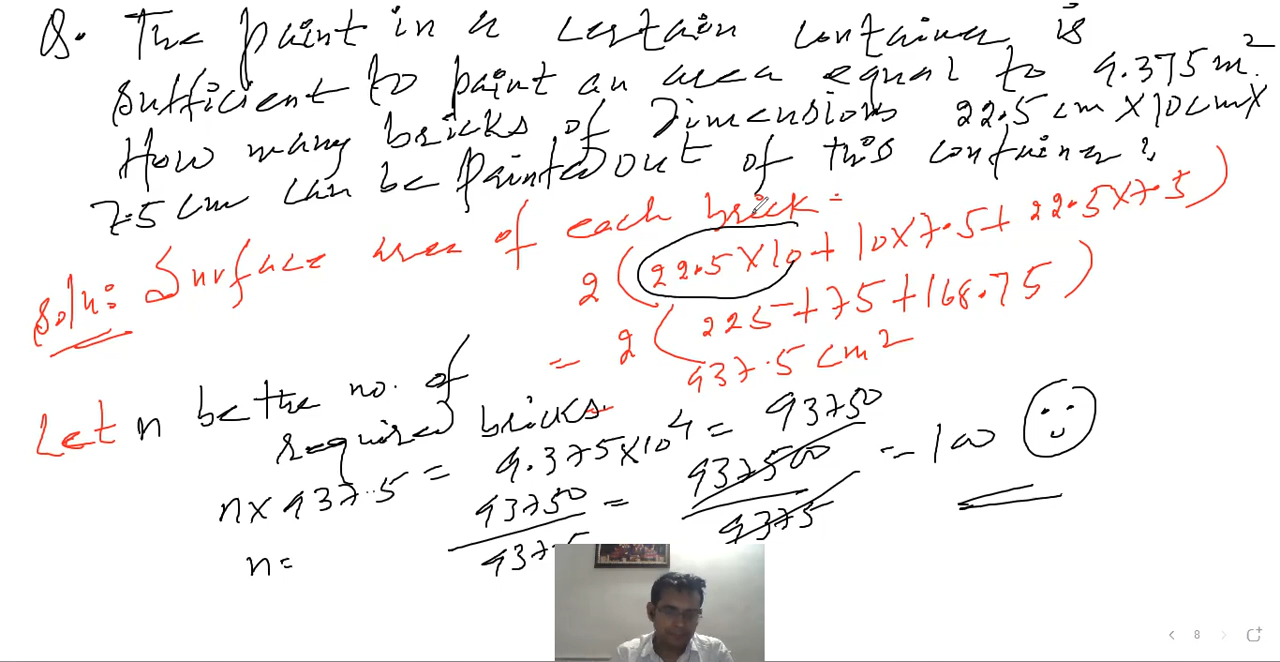 Q. The paint in a certain container is
sufficient to paint an area equal to 9.375 m².
How many bricks of dimensions 22.5 cm X 10 cm X
7.5 cm can be painted out of this container?
Soln: Surface area of each brick =
2 (22.5 X 10 + 10 X 7.5 + 22.5 X 7.5)
= 2 (225 + 75 + 168.75)
937.5 cm²
Let n be the no. of
required bricks.
n x 937.5 = 9.375 x 10⁴ = 93750
n = 93750 / 937.5 = 937500 / 9375 = 100
8